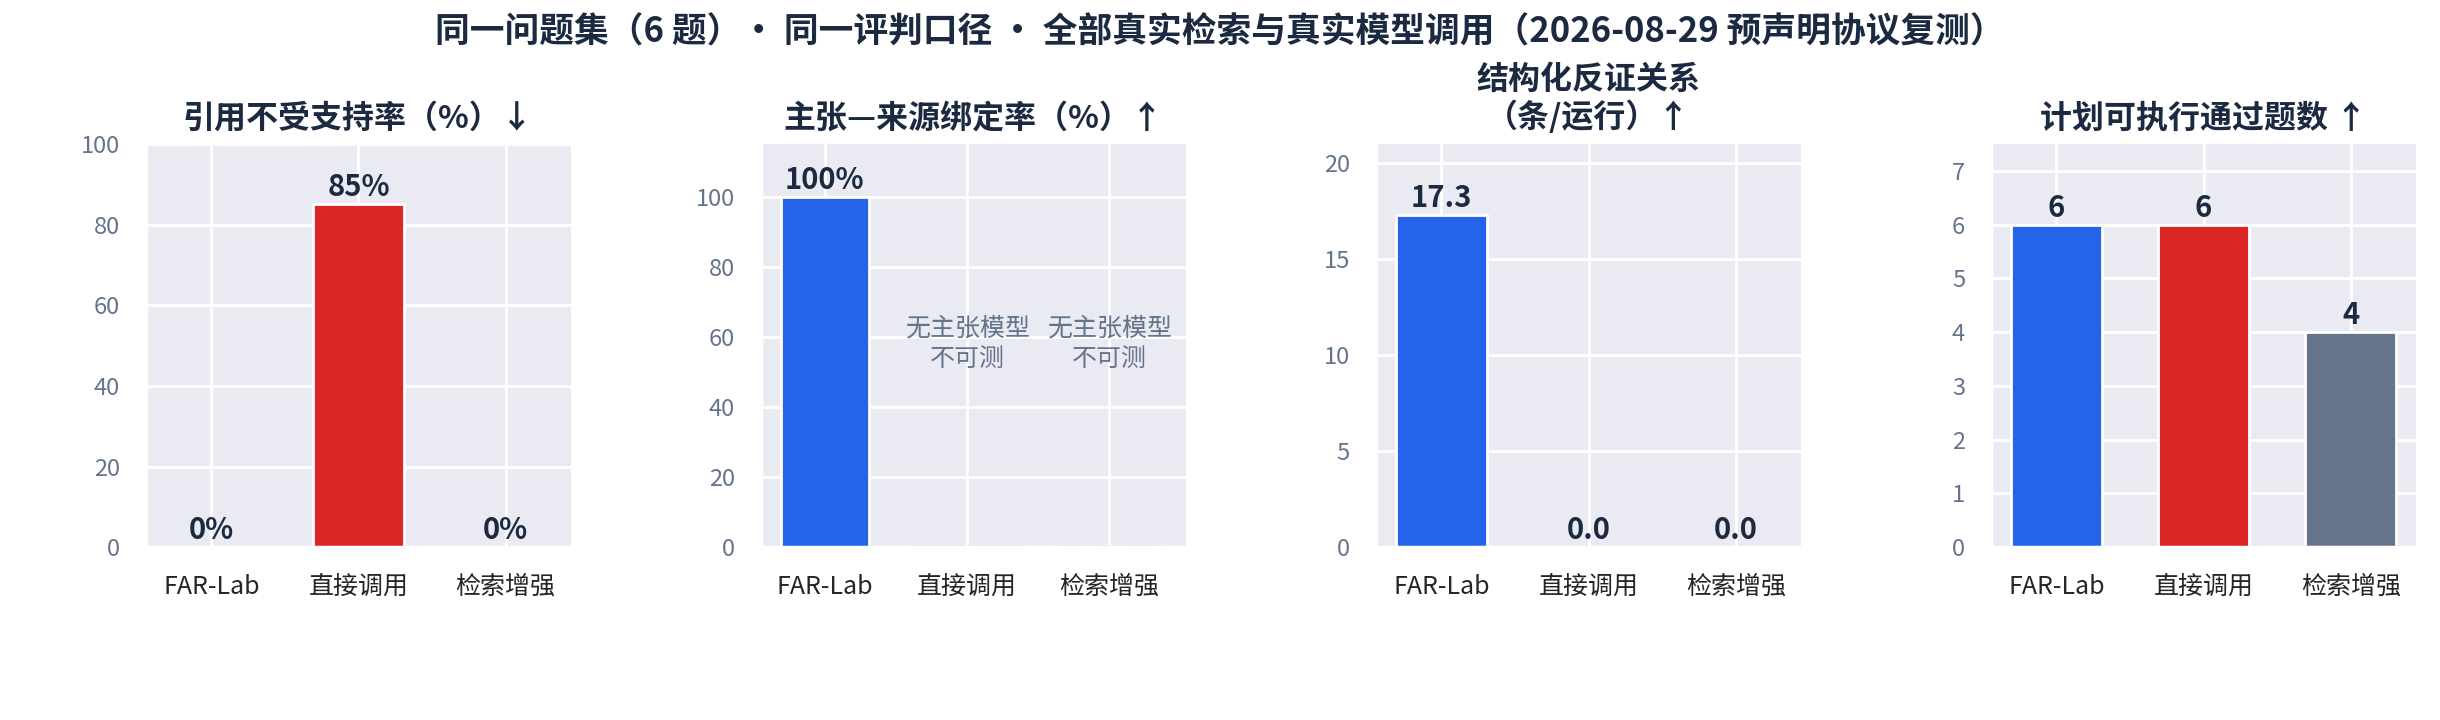 同一问题集（6 题） • 同一评判口径 • 全部真实检索与真实模型调用（2026-08-29 预声明协议复测）
引用不受支持率（%）↓
100
80
60
40
20
0
0%
85%
0%
FAR-Lab
直接调用
检索增强
主张—来源绑定率（%）↑
100
80
60
40
20
0
100%
无主张模型
不可测
无主张模型
不可测
FAR-Lab
直接调用
检索增强
结构化反证关系
（条/运行）↑
20
15
10
5
0
17.3
0.0
0.0
FAR-Lab
直接调用
检索增强
计划可执行通过题数 ↑
7
6
5
4
3
2
1
0
6
6
4
FAR-Lab
直接调用
检索增强